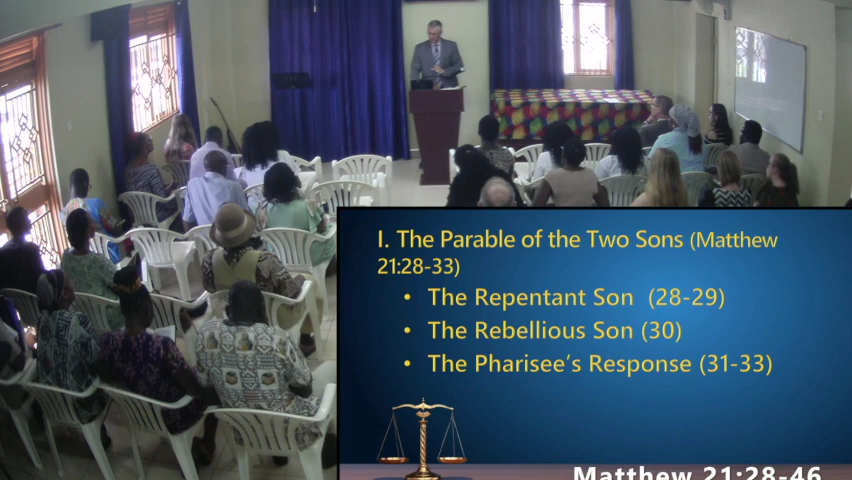 I. The Parable of the Two Sons (Matthew
21:28-33)
• The Repentant Son (28-29)
• The Rebellious Son (30)
• The Pharisee's Response (31-33)
Matthew 21:28-46